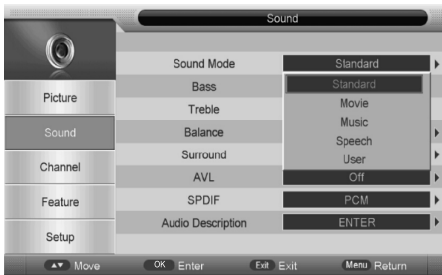 Sound
Sound Mode Standard
Bass Standard
Treble Movie
Balance Music
Surround Speech
User
AVL Off
SPDIF PCM
Audio Description ENTER
Picture
Sound
Channel
Feature
Setup
Move OK Enter Exit Exit Menu Return